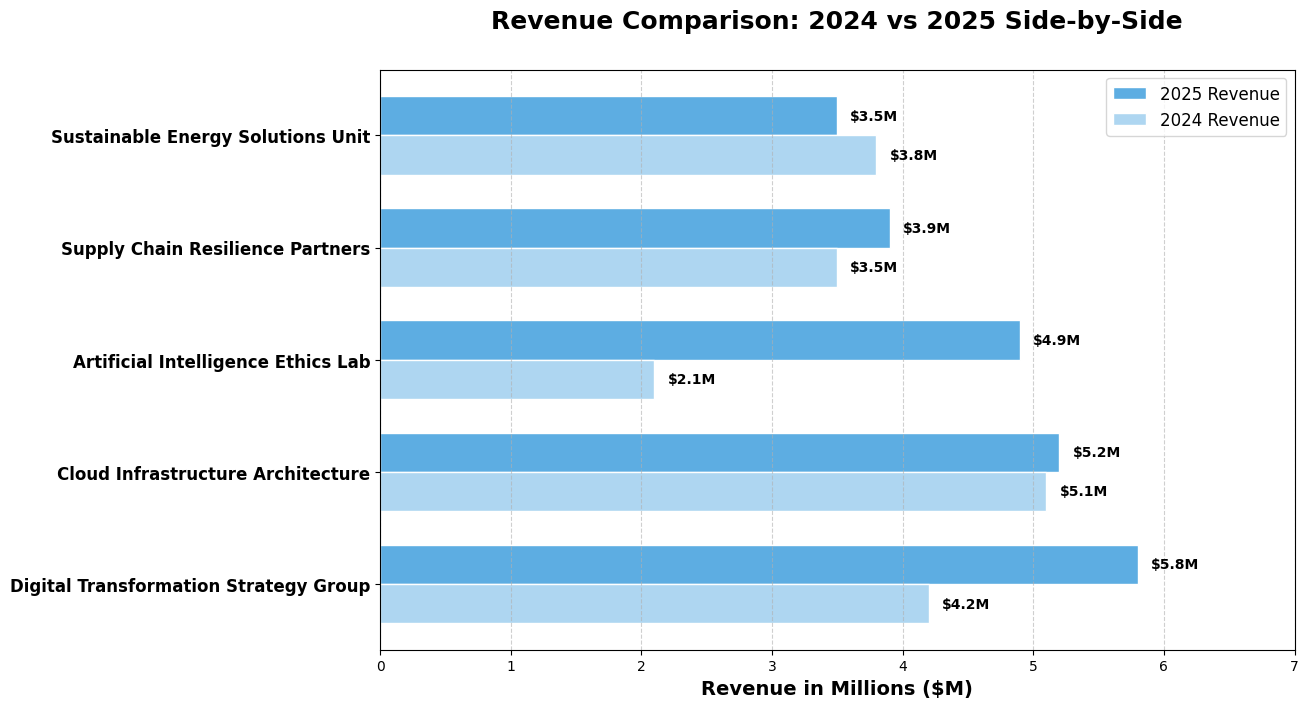 Revenue Comparison: 2024 vs 2025 Side-by-Side
2025 Revenue
2024 Revenue
Sustainable Energy Solutions Unit
$3.5M
$3.8M
Supply Chain Resilience Partners
$3.9M
$3.5M
Artificial Intelligence Ethics Lab
$4.9M
$2.1M
Cloud Infrastructure Architecture
$5.2M
$5.1M
Digital Transformation Strategy Group
$5.8M
$4.2M
0 1 2 3 4 5 6 7
Revenue in Millions ($M)